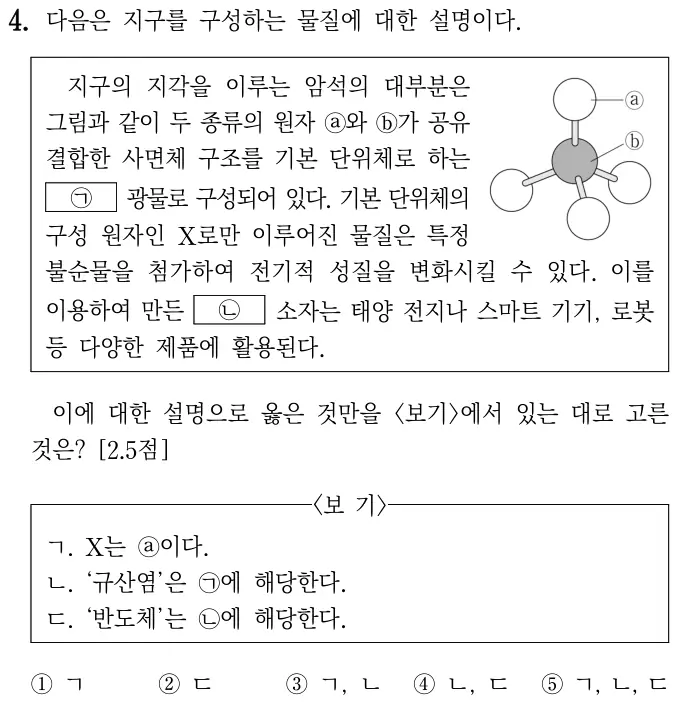 4. 다음은 지구를 구성하는 물질에 대한 설명이다.
지구의 지각을 이루는 암석의 대부분은
그림과 같이 두 종류의 원자 ⓐ와 ⓑ가 공유
결합한 사면체 구조를 기본 단위체로 하는
㉠ 광물로 구성되어 있다. 기본 단위체의
구성 원자인 X로만 이루어진 물질은 특정
불순물을 첨가하여 전기적 성질을 변화시킬 수 있다. 이를
이용하여 만든 ㉡ 소자는 태양 전지나 스마트 기기, 로봇
등 다양한 제품에 활용된다.
ⓐ
ⓑ
이에 대한 설명으로 옳은 것만을 〈보기〉에서 있는 대로 고른
것은? [2.5점]
〈보 기〉
ㄱ. X는 ⓐ이다.
ㄴ. ‘규산염’은 ㉠에 해당한다.
ㄷ. ‘반도체’는 ㉡에 해당한다.
① ㄱ ② ㄷ ③ ㄱ, ㄴ ④ ㄴ, ㄷ ⑤ ㄱ, ㄴ, ㄷ